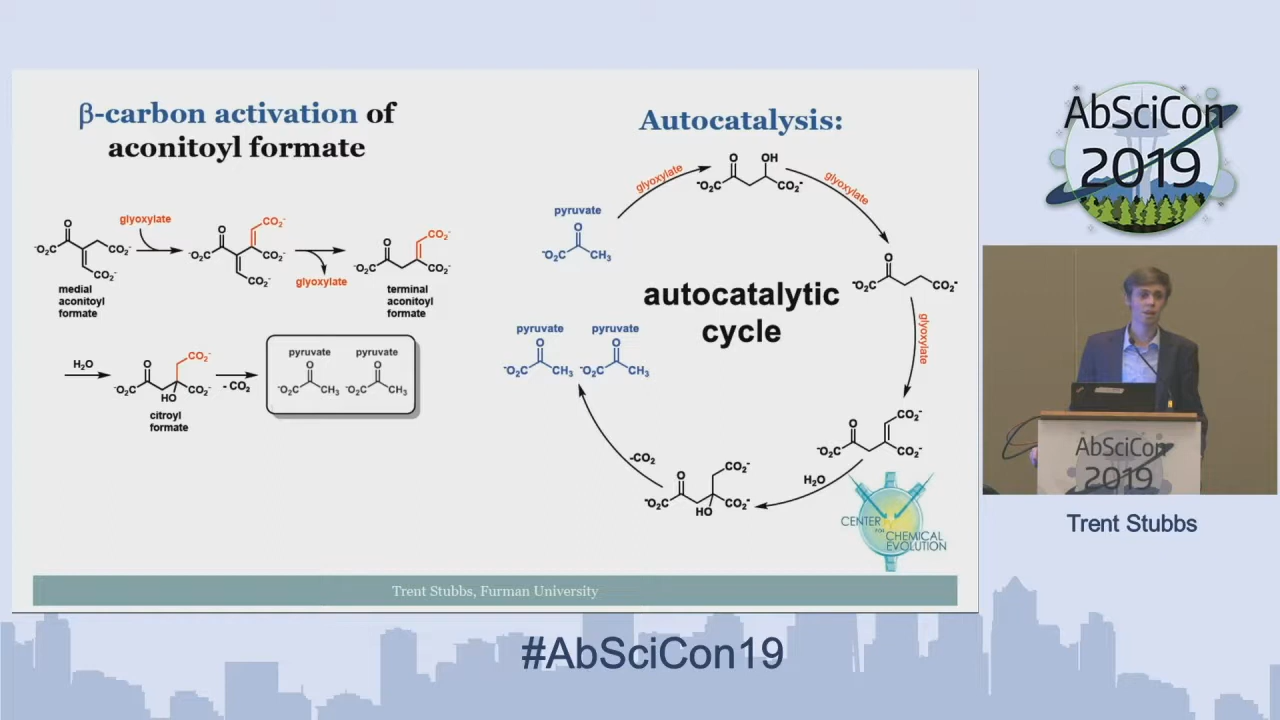 β-carbon activation of
aconitoyl formate
glyoxylate
O
⁻O₂C
CO₂⁻
CO₂⁻
medial
aconitoyl
formate
O
⁻O₂C
CO₂⁻
CO₂⁻
CO₂⁻
glyoxylate
O
⁻O₂C
CO₂⁻
CO₂⁻
terminal
aconitoyl
formate
H₂O
O
⁻O₂C
CO₂⁻
CO₂⁻
HO
citroyl
formate
- CO₂
pyruvate pyruvate
O O
⁻O₂C CH₃ ⁻O₂C CH₃
Autocatalysis:
pyruvate
O
⁻O₂C CH₃
glyoxylate
O OH
⁻O₂C CO₂⁻
glyoxylate
O
⁻O₂C CO₂⁻
glyoxylate
O
⁻O₂C
CO₂⁻
CO₂⁻
H₂O
O
⁻O₂C
CO₂⁻
CO₂⁻
HO
-CO₂
pyruvate pyruvate
O O
⁻O₂C CH₃ ⁻O₂C CH₃
autocatalytic
cycle
CENTER
FOR
CHEMICAL
EVOLUTION
Trent Stubbs, Furman University
AbSciCon
2019
AbSciCon
2019
Trent Stubbs
#AbSciCon19